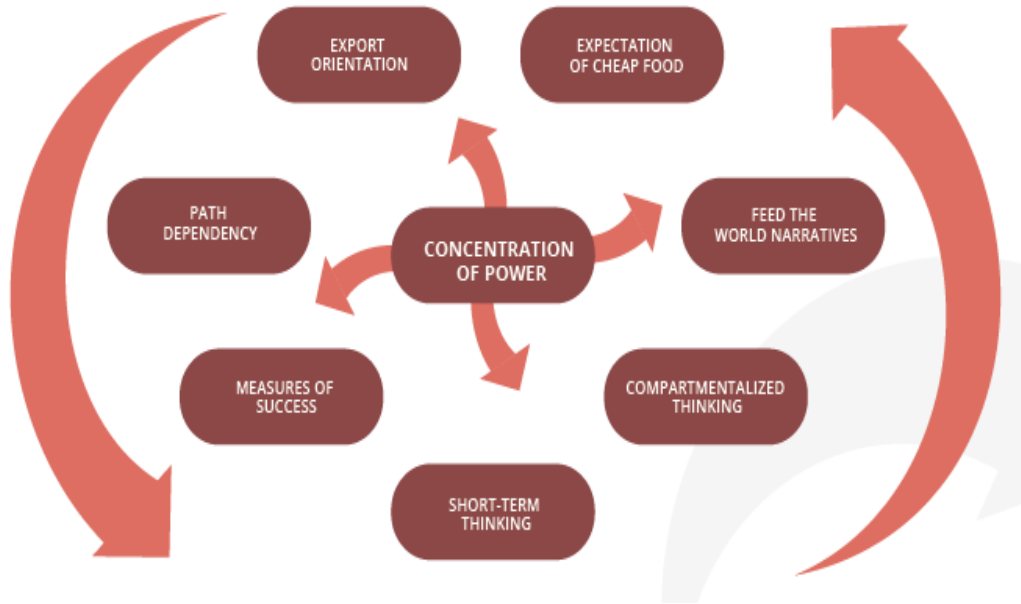 EXPORT
ORIENTATION
EXPECTATION
OF CHEAP FOOD
PATH
DEPENDENCY
CONCENTRATION
OF POWER
FEED THE
WORLD NARRATIVES
MEASURES OF
SUCCESS
COMPARTMENTALIZED
THINKING
SHORT-TERM
THINKING